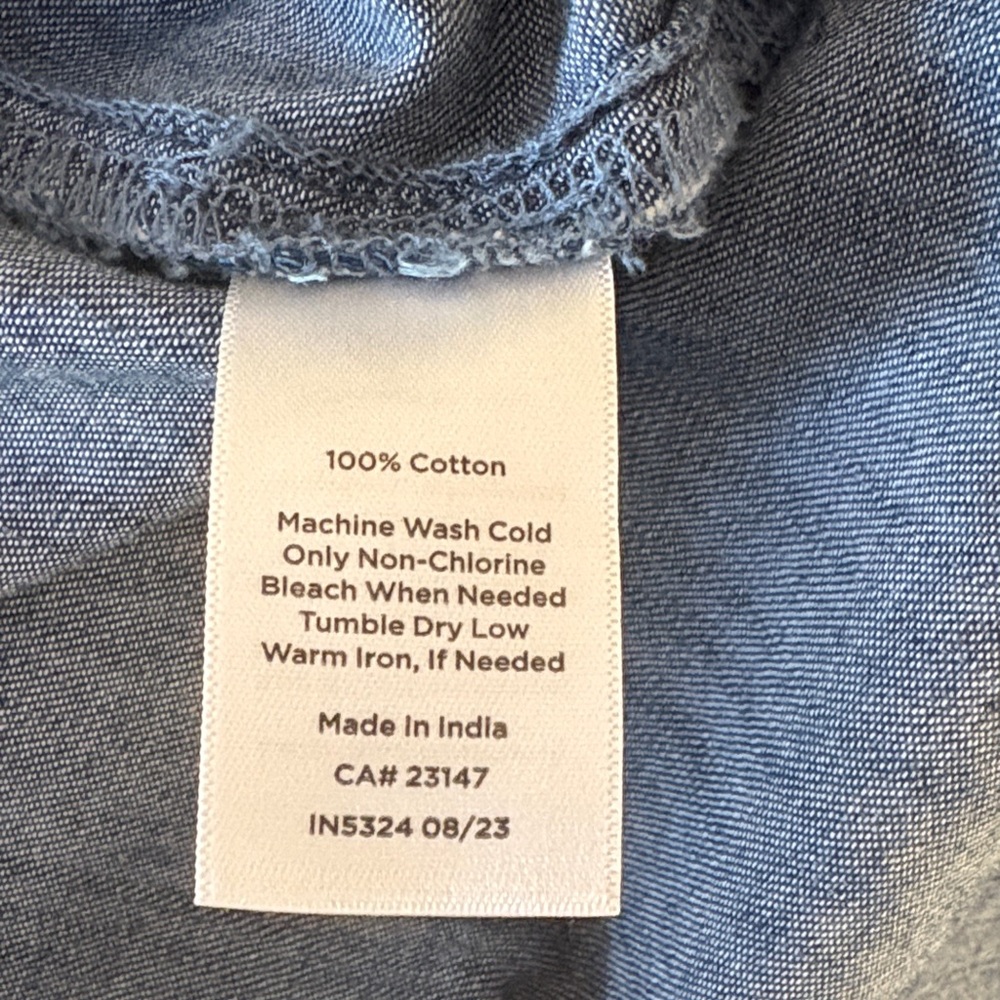 100% Cotton
Machine Wash Cold
Only Non-Chlorine
Bleach When Needed
Tumble Dry Low
Warm Iron, If Needed
Made In India
CA# 23147
IN5324 08/23